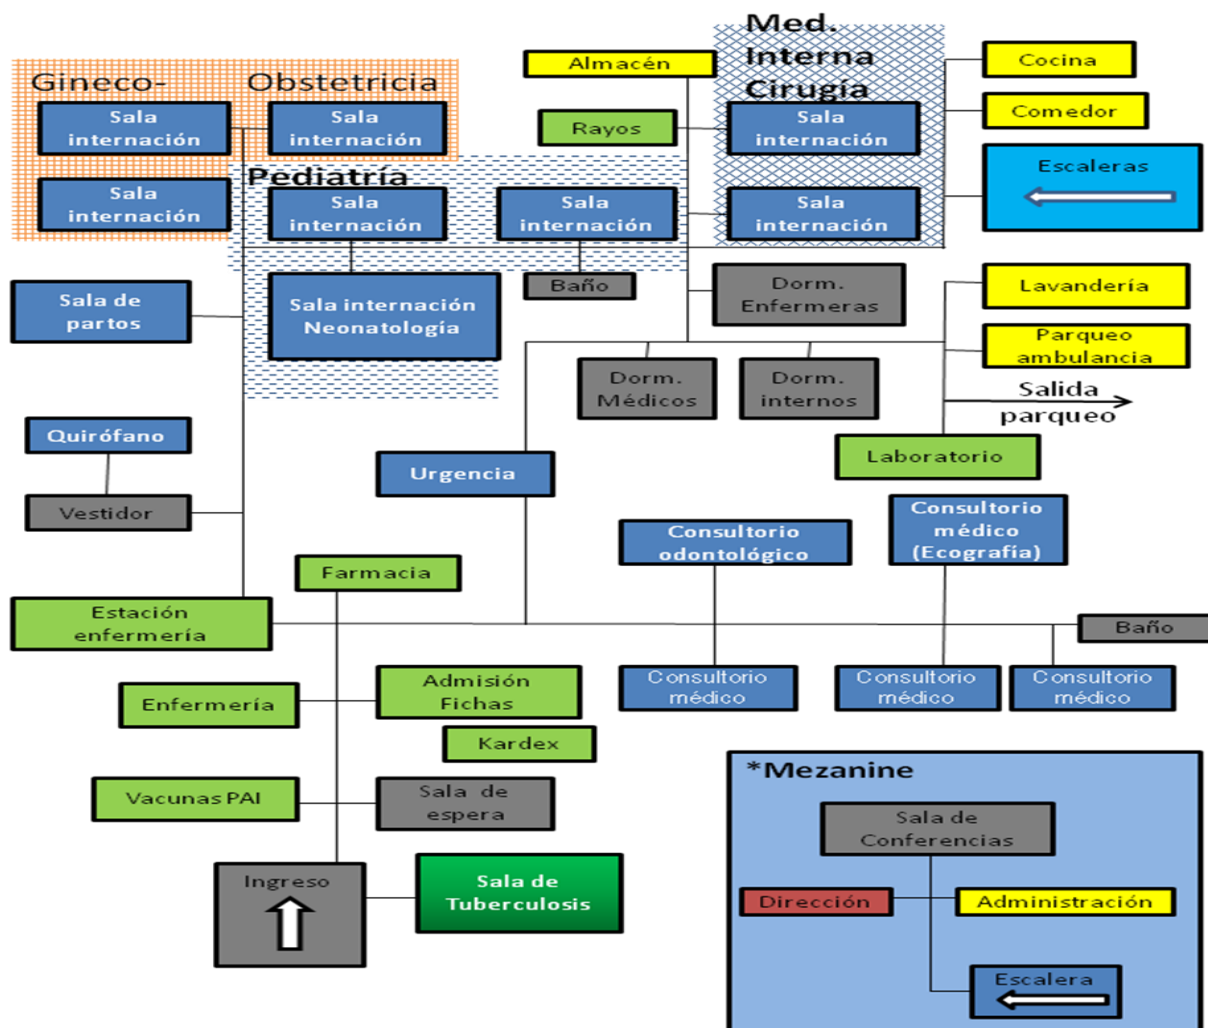 Med.
Interna
Cirugía
Almacén
Cocina
Gineco-
Obstetricia
Sala
internación
Sala
internación
Rayos
Sala
internación
Comedor
Sala
internación
Pediatría
Sala
internación
Sala
internación
Sala
internación
Escaleras
Sala de
partos
Sala internación
Neonatología
Baño
Dorm.
Enfermeras
Lavandería
Parqueo
ambulancia
Dorm.
Médicos
Dorm.
internos
Salida
parqueo
Quirófano
Urgencia
Laboratorio
Vestidor
Consultorio
odontológico
Consultorio
médico
(Ecografía)
Farmacia
Estación
enfermería
Baño
Enfermería
Admisión
Fichas
Consultorio
médico
Consultorio
médico
Consultorio
médico
Kardex
Vacunas PAI
Sala de
espera
Ingreso
Sala de
Tuberculosis
*Mezanine
Sala de
Conferencias
Dirección
Administración
Escalera